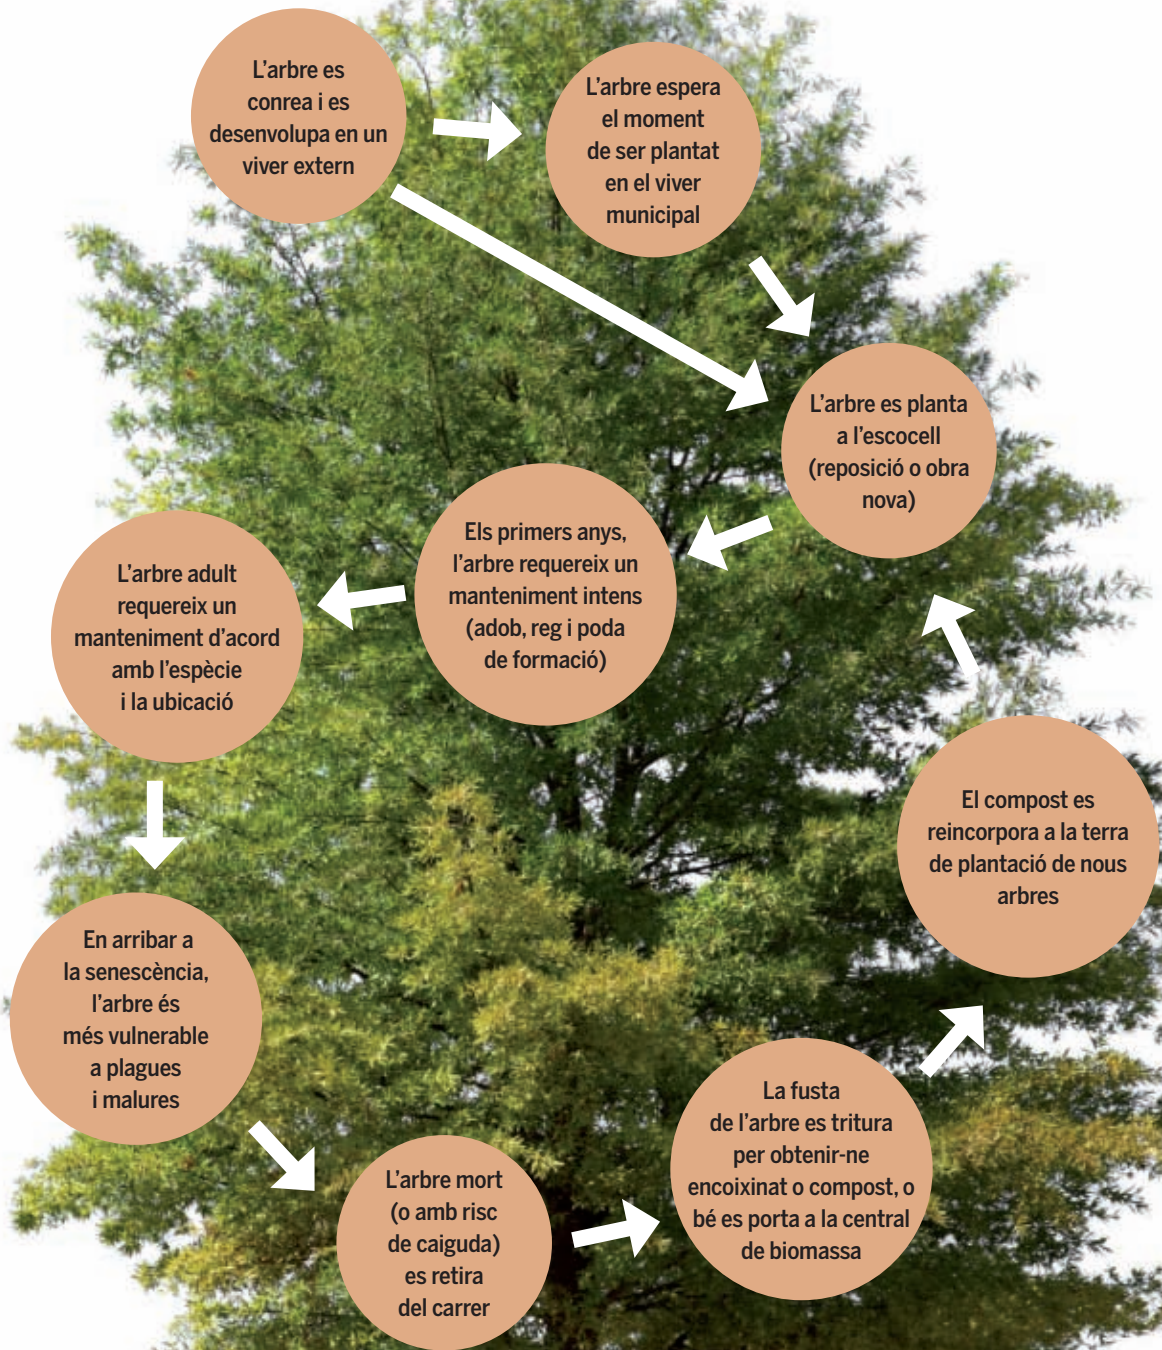 L'arbre es
conrea i es
desenvolupa en un
viver extern
L'arbre espera
el moment
de ser plantat
en el viver
municipal
L'arbre es planta
a l'escocell
(reposició o obra
nova)
Els primers anys,
l'arbre requereix un
manteniment intens
(adob, reg i poda
de formació)
L'arbre adult
requereix un
manteniment d'acord
amb l'espècie
i la ubicació
En arribar a
la senescència,
l'arbre és
més vulnerable
a plagues
i malures
L'arbre mort
(o amb risc
de caiguda)
es retira
del carrer
La fusta
de l'arbre es tritura
per obtenir-ne
encoixinat o compost, o
bé es porta a la central
de biomassa
El compost es
reincorpora a la terra
de plantació de nous
arbres